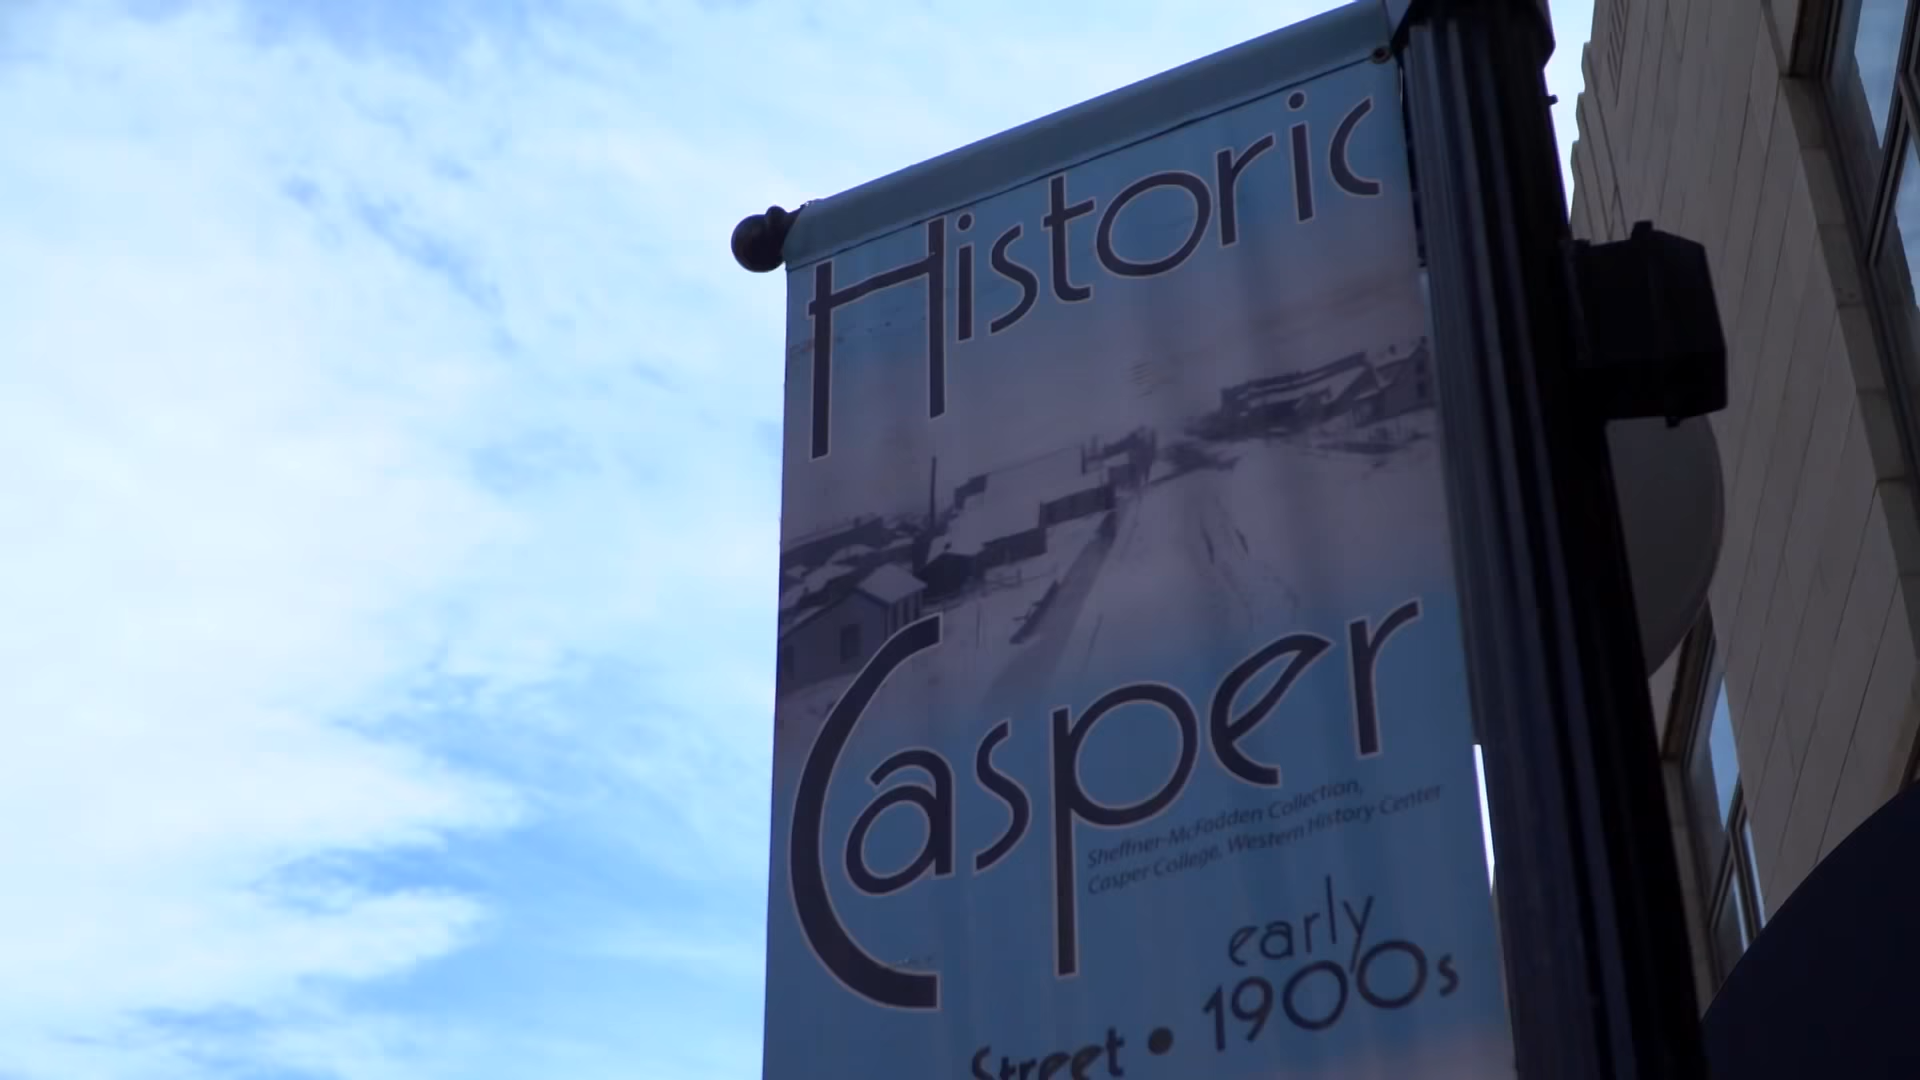 Historic
Casper
Sheffner-McFadden Collection,
Casper College, Western History Center
early
Street • 1900s